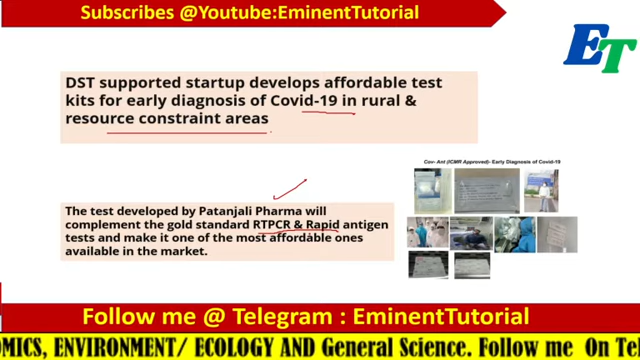 Subscribes @Youtube:EminentTutorial
ET
DST supported startup develops affordable test
kits for early diagnosis of Covid-19 in rural &
resource constraint areas
Cov-Ant (ICMR Approved)- Early Diagnosis of Covid-19
The test developed by Patanjali Pharma will
complement the gold standard RTPCR & Rapid antigen
tests and make it one of the most affordable ones
available in the market.
Follow me @ Telegram : EminentTutorial
OMICS, ENVIRONMENT/ ECOLOGY AND General Science. Follow me On Te